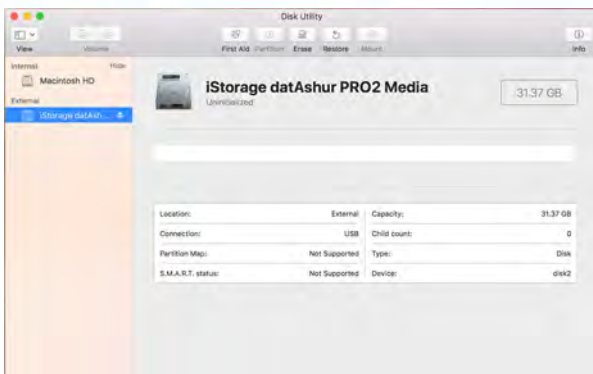 Disk Utility
View Volume First Aid Partition Erase Restore Mount Info
Internal Hide
Macintosh HD
External
iStorage datAsh...
iStorage datAshur PRO2 Media
Uninitialized
31.37 GB
Location: External Capacity: 31.37 GB
Connection: USB Child count: 0
Partition Map: Not Supported Type: Disk
S.M.A.R.T. status: Not Supported Device: disk2